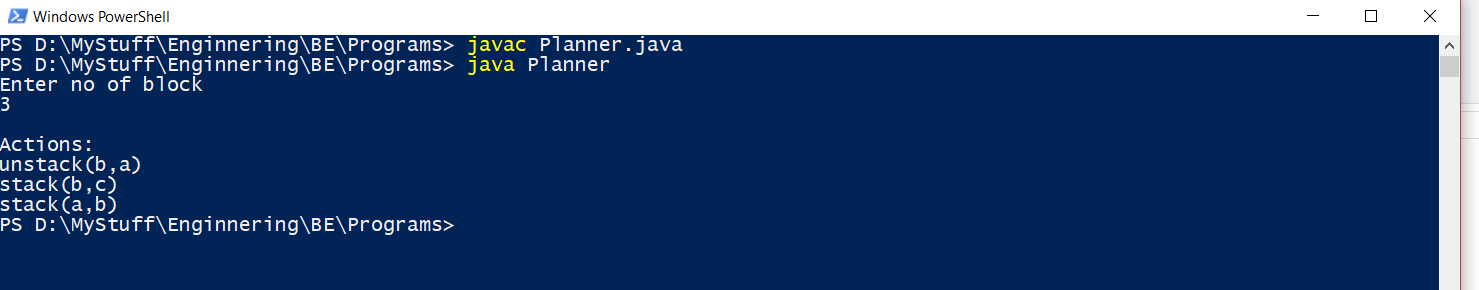 Windows PowerShell
PS D:\MyStuff\Enginnering\BE\Programs> javac Planner.java
PS D:\MyStuff\Enginnering\BE\Programs> java Planner
Enter no of block
3
Actions:
unstack(b,a)
stack(b,c)
stack(a,b)
PS D:\MyStuff\Enginnering\BE\Programs>